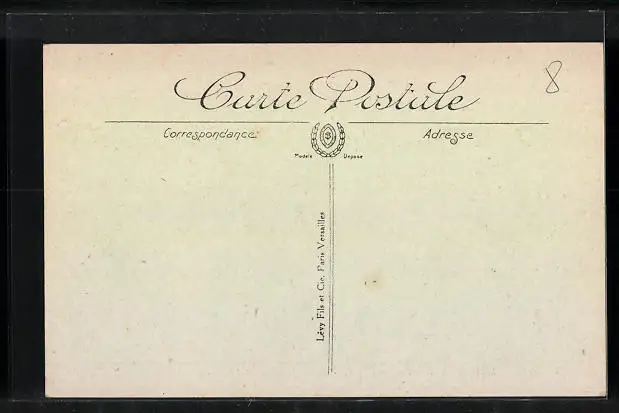 Carte Postale
8
Correspondance
Adresse
Modèle Déposé
Lévy Fils et Cie, Paris Versailles